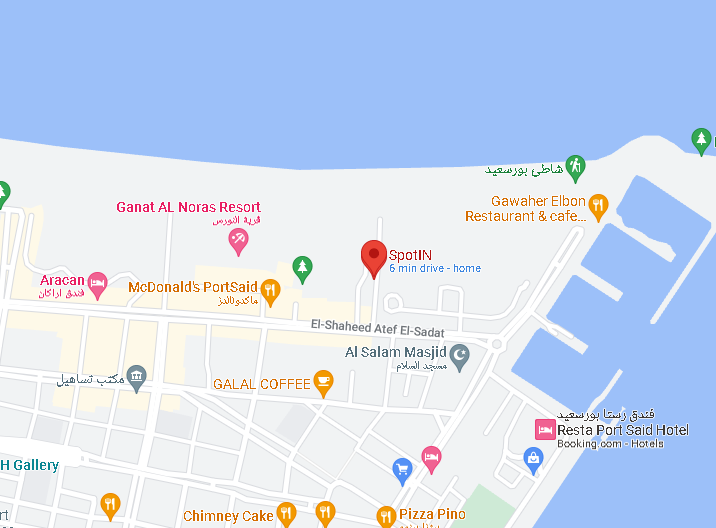 شاطئ بورسعيد
Gawaher Elbon
Restaurant & cafe...
Ganat AL Noras Resort
قرية النورس
SpotIN
6 min drive - home
Aracan
فندق اراكان
McDonald's PortSaid
ماكدونالدز
El-Shaheed Atef El-Sadat
Al Salam Masjid
مسجد السلام
مكتب تساهيل
GALAL COFFEE
فندق رستا بورسعيد
Resta Port Said Hotel
Booking.com - Hotels
H Gallery
rt
Chimney Cake
Pizza Pino